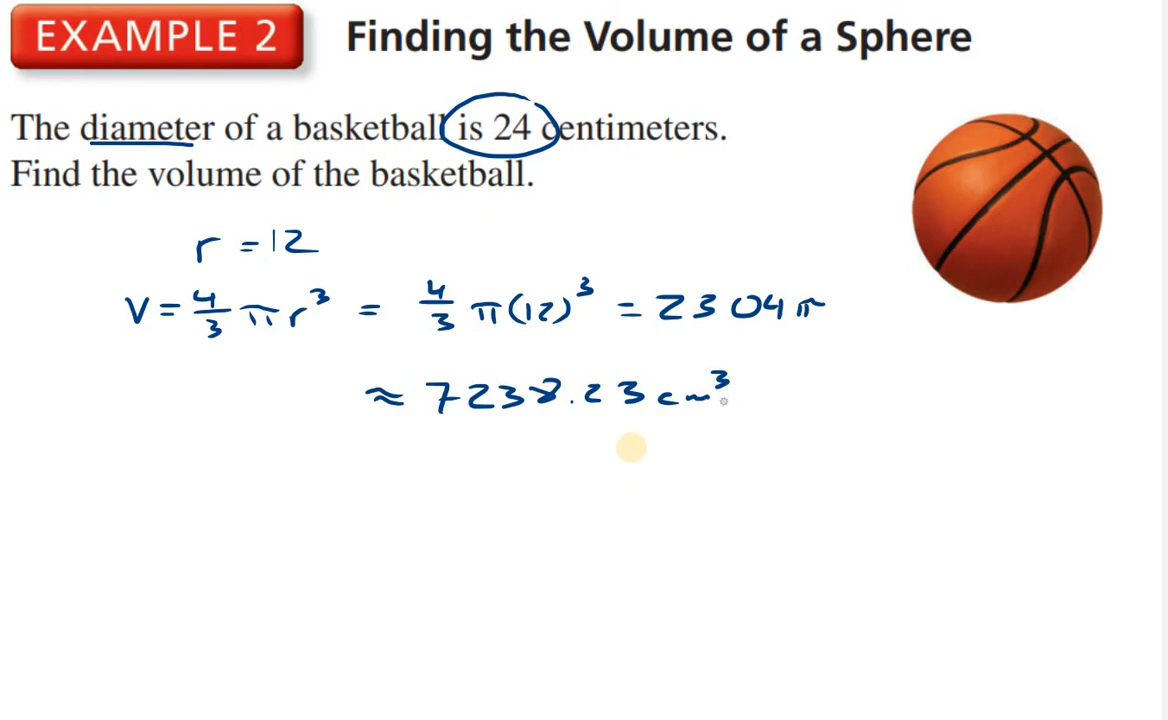 EXAMPLE 2 Finding the Volume of a Sphere
The diameter of a basketball is 24 centimeters.
Find the volume of the basketball.
r = 12
V = 4/3 πr³ = 4/3 π(12)³ = 2304π
≈ 7238.23 cm³